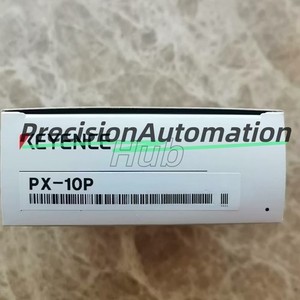 PrecisionAutomation
KEYENCE
Hub
PX-10P